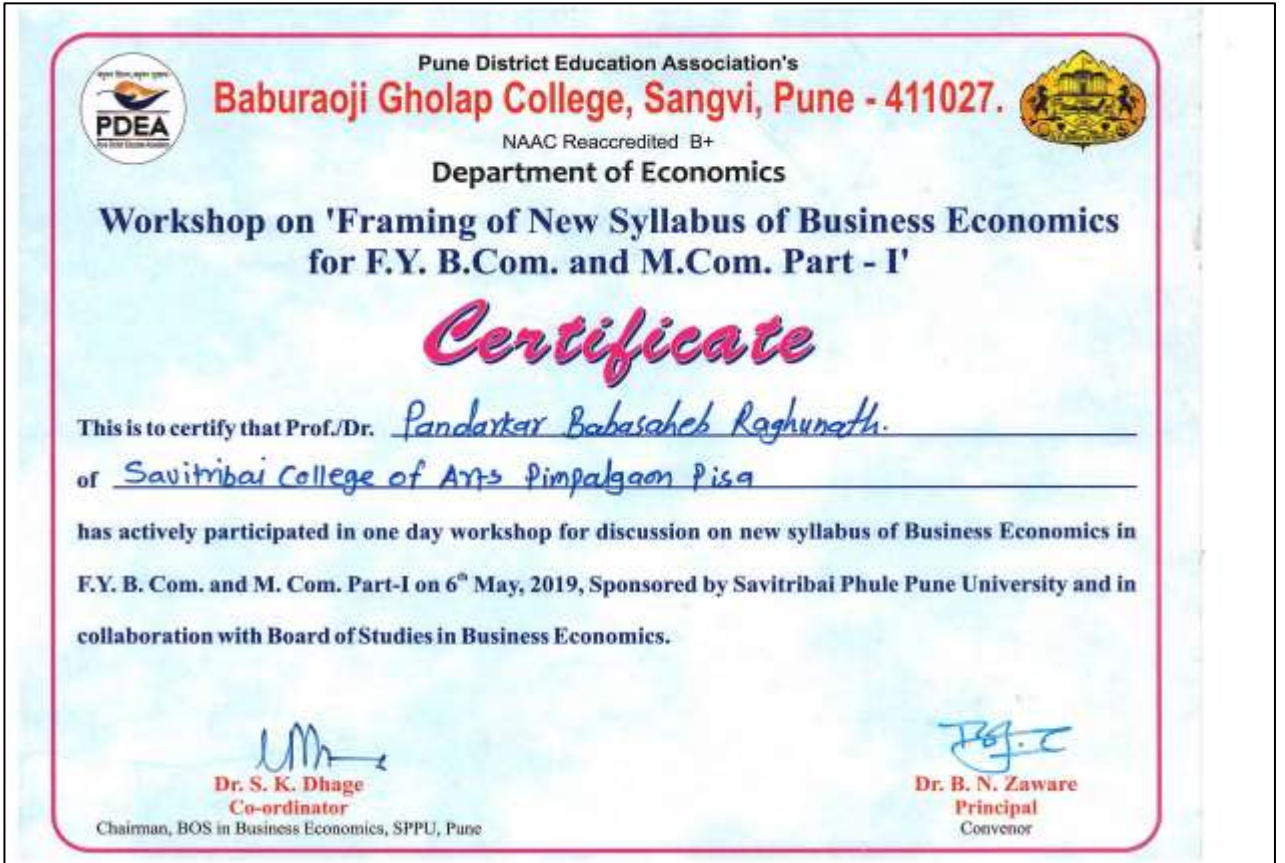 Pune District Education Association's
Baburaoji Gholap College, Sangvi, Pune - 411027.
PDEA
NAAC Reaccredited B+
Department of Economics
Workshop on 'Framing of New Syllabus of Business Economics
for F.Y. B.Com. and M.Com. Part - I'
Certificate
This is to certify that Prof./Dr. Pandarkar Babasaheb Raghunath.
of Savitribai College of Arts Pimpalgaon Pisa
has actively participated in one day workshop for discussion on new syllabus of Business Economics in
F.Y. B. Com. and M. Com. Part-I on 6th May, 2019, Sponsored by Savitribai Phule Pune University and in
collaboration with Board of Studies in Business Economics.
Dr. S. K. Dhage
Co-ordinator
Chairman, BOS in Business Economics, SPPU, Pune
Dr. B. N. Zaware
Principal
Convenor